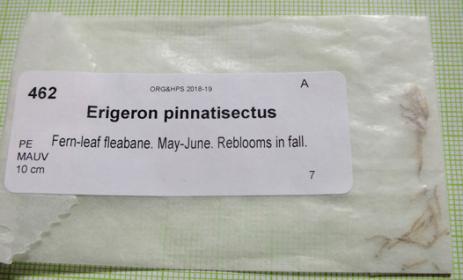 462
ORG&HPS 2018-19
A
Erigeron pinnatisectus
PE Fern-leaf fleabane. May-June. Reblooms in fall.
MAUV
10 cm
7